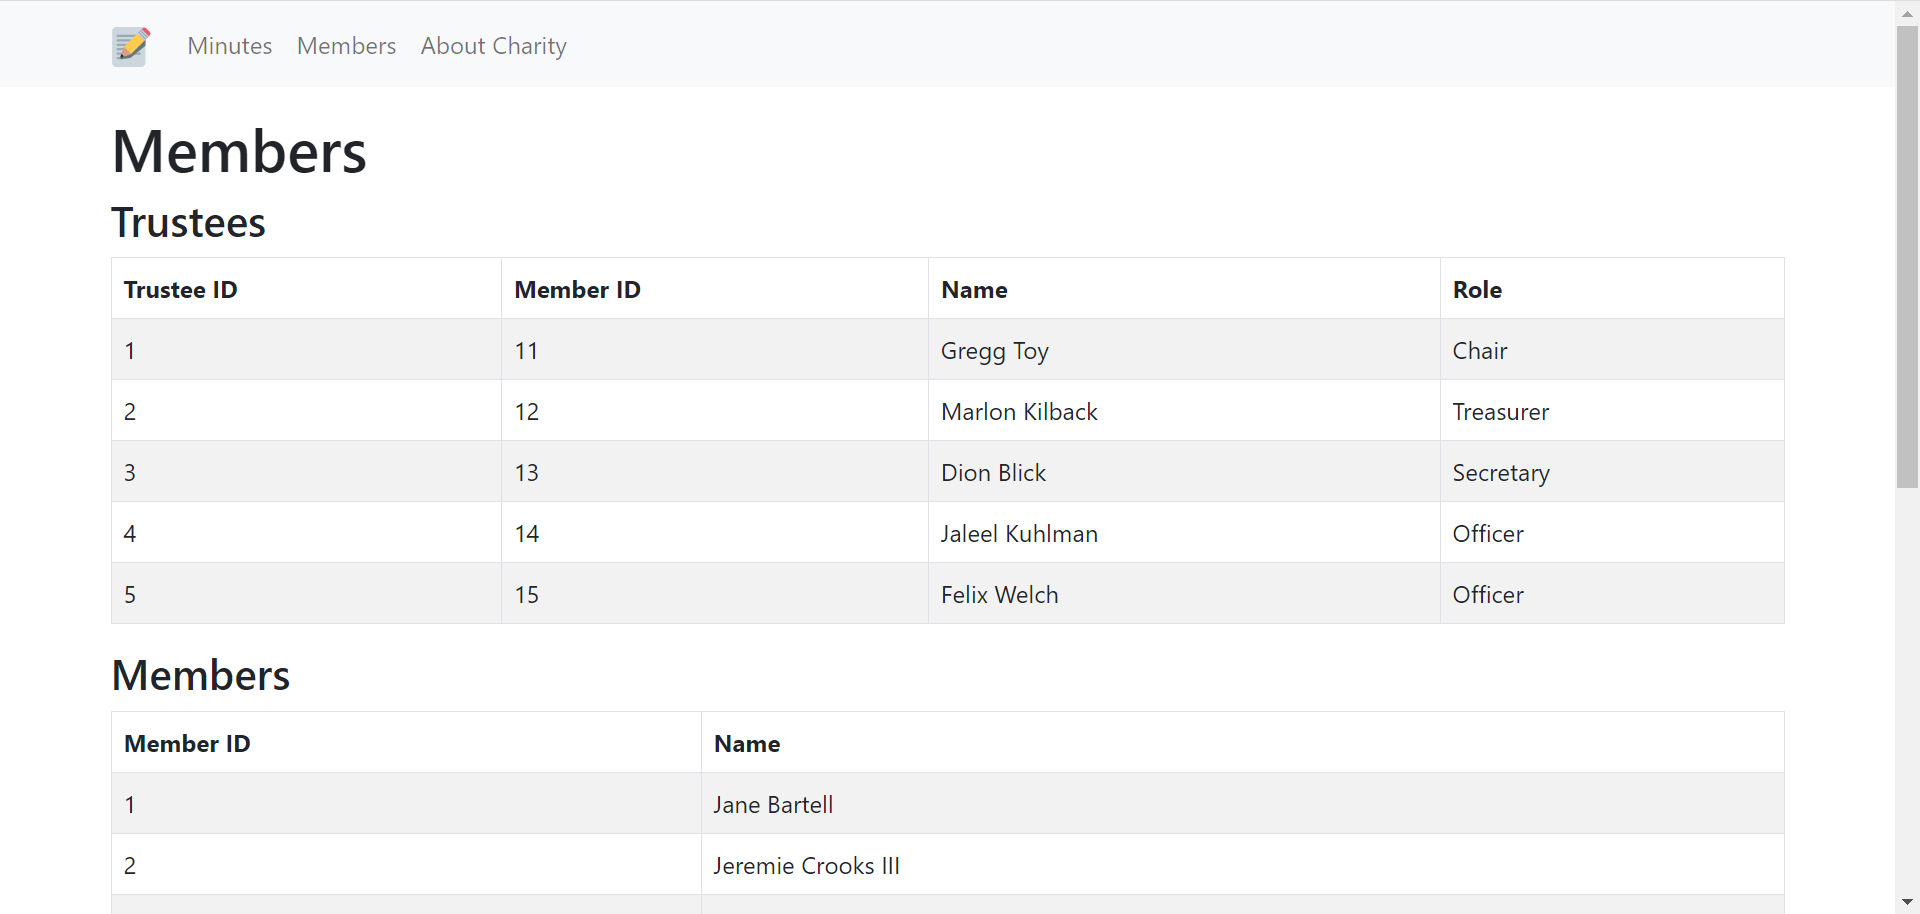 Minutes Members About Charity
Members
Trustees
Trustee ID Member ID Name Role
1 11 Gregg Toy Chair
2 12 Marlon Kilback Treasurer
3 13 Dion Blick Secretary
4 14 Jaleel Kuhlman Officer
5 15 Felix Welch Officer
Members
Member ID Name
1 Jane Bartell
2 Jeremie Crooks III